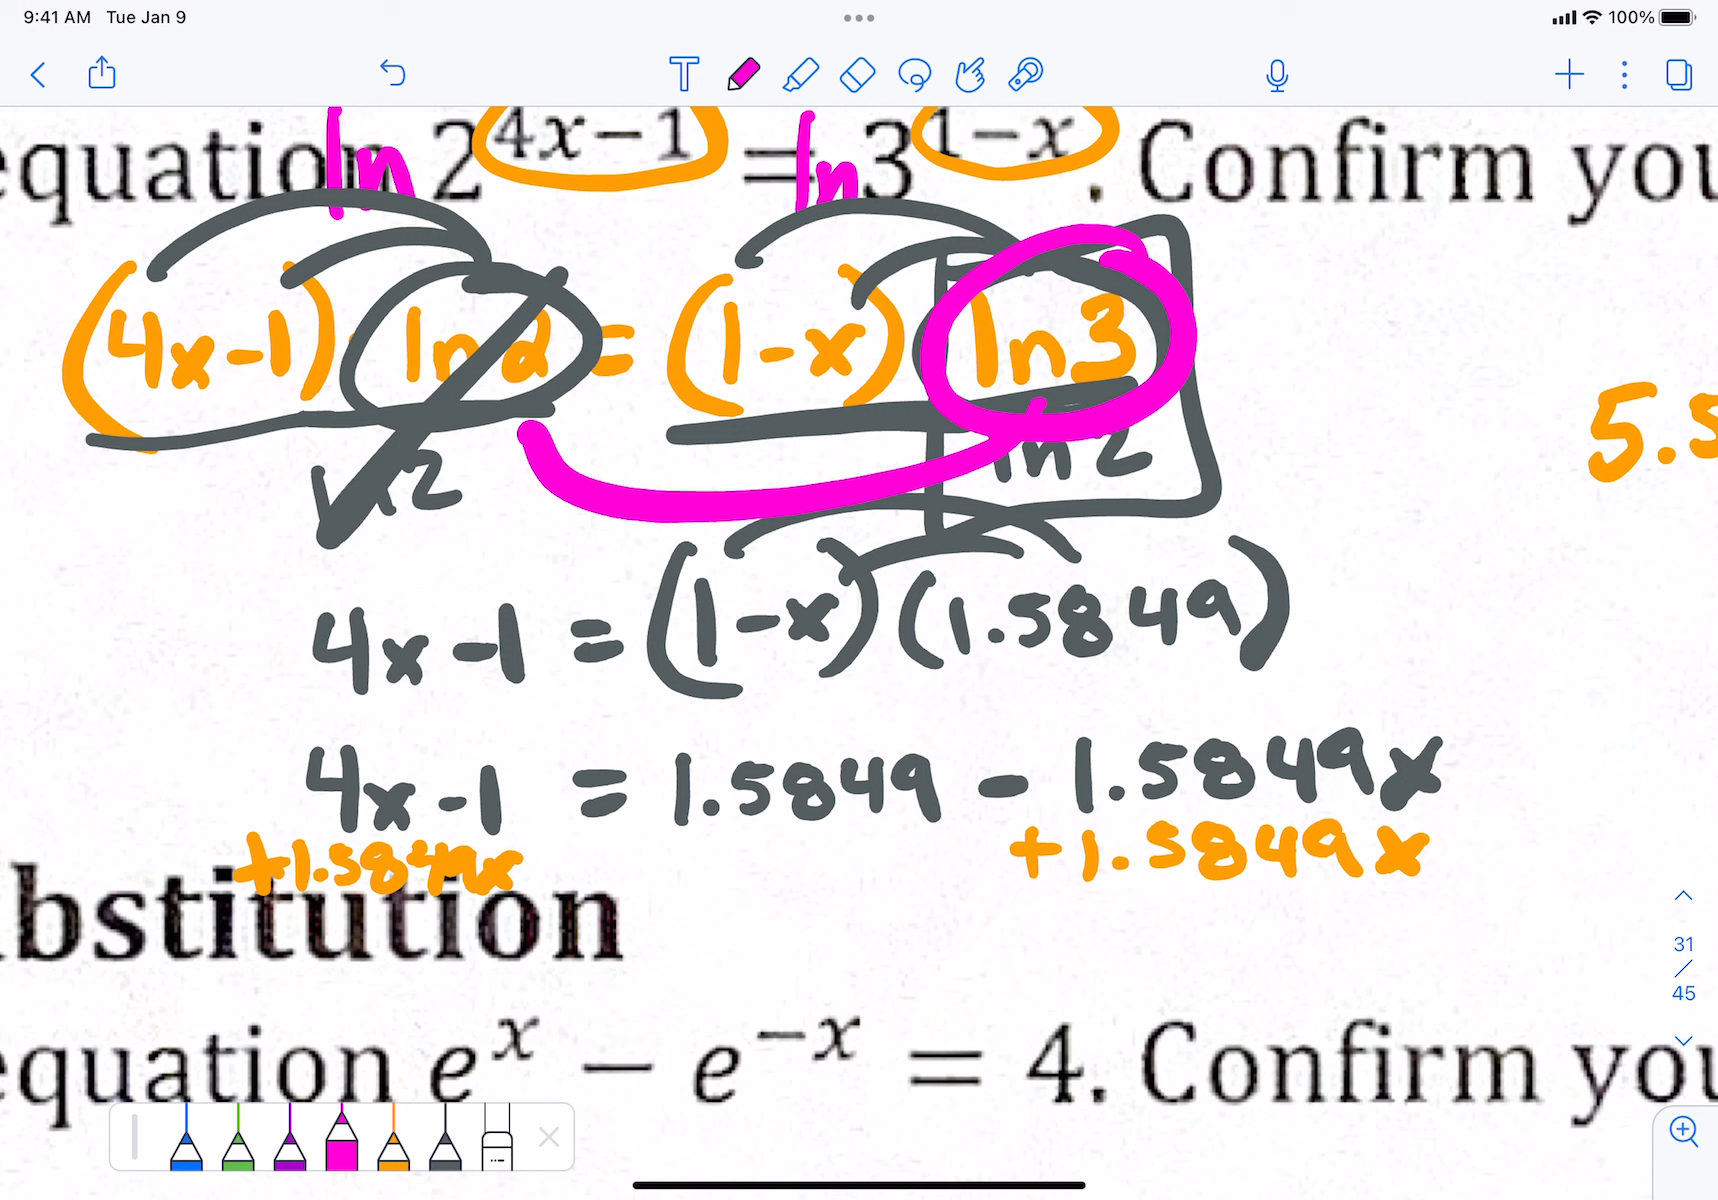 9:41 AM Tue Jan 9 100%
equation ln 2^{4x−1} = ln 3^{1−x}. Confirm you
(4x-1) · ln2 = (1-x) ln3
ln 2
5.5
4x-1 = (1-x)(1.5849)
4x-1 = 1.5849 - 1.5849x
+1.5849x +1.5849x
bstitution
31
/
45
equation e^x − e^{−x} = 4. Confirm you